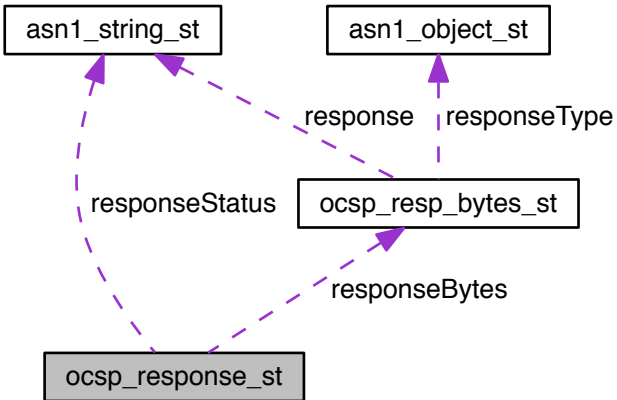 asn1_string_st
asn1_object_st
response
responseType
responseStatus
ocsp_resp_bytes_st
responseBytes
ocsp_response_st